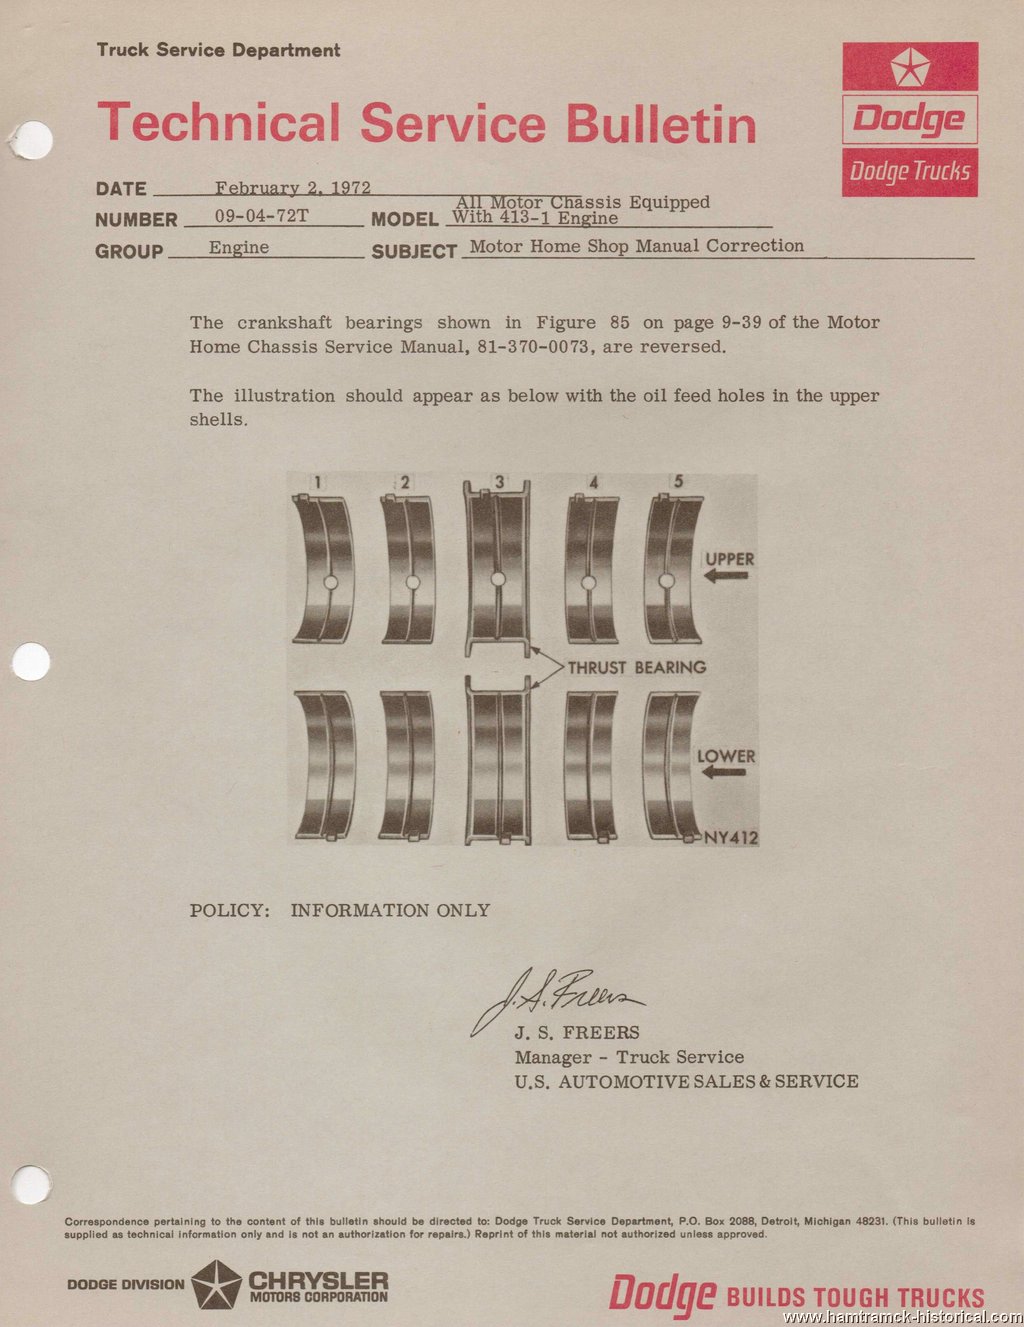 Truck Service Department
Technical Service Bulletin
Dodge
Dodge Trucks
DATE February 2, 1972
NUMBER 09-04-72T
MODEL All Motor Chassis Equipped
With 413-1 Engine
GROUP Engine
SUBJECT Motor Home Shop Manual Correction
The crankshaft bearings shown in Figure 85 on page 9-39 of the Motor
Home Chassis Service Manual, 81-370-0073, are reversed.
The illustration should appear as below with the oil feed holes in the upper
shells.
1 2 3 4 5
UPPER
THRUST BEARING
LOWER
NY412
POLICY: INFORMATION ONLY
J. S. Freers
J. S. FREERS
Manager - Truck Service
U.S. AUTOMOTIVE SALES & SERVICE
Correspondence pertaining to the content of this bulletin should be directed to: Dodge Truck Service Department, P.O. Box 2088, Detroit, Michigan 48231. (This bulletin is
supplied as technical information only and is not an authorization for repairs.) Reprint of this material not authorized unless approved.
DODGE DIVISION CHRYSLER
MOTORS CORPORATION
Dodge BUILDS TOUGH TRUCKS
www.hamtramck-historical.com